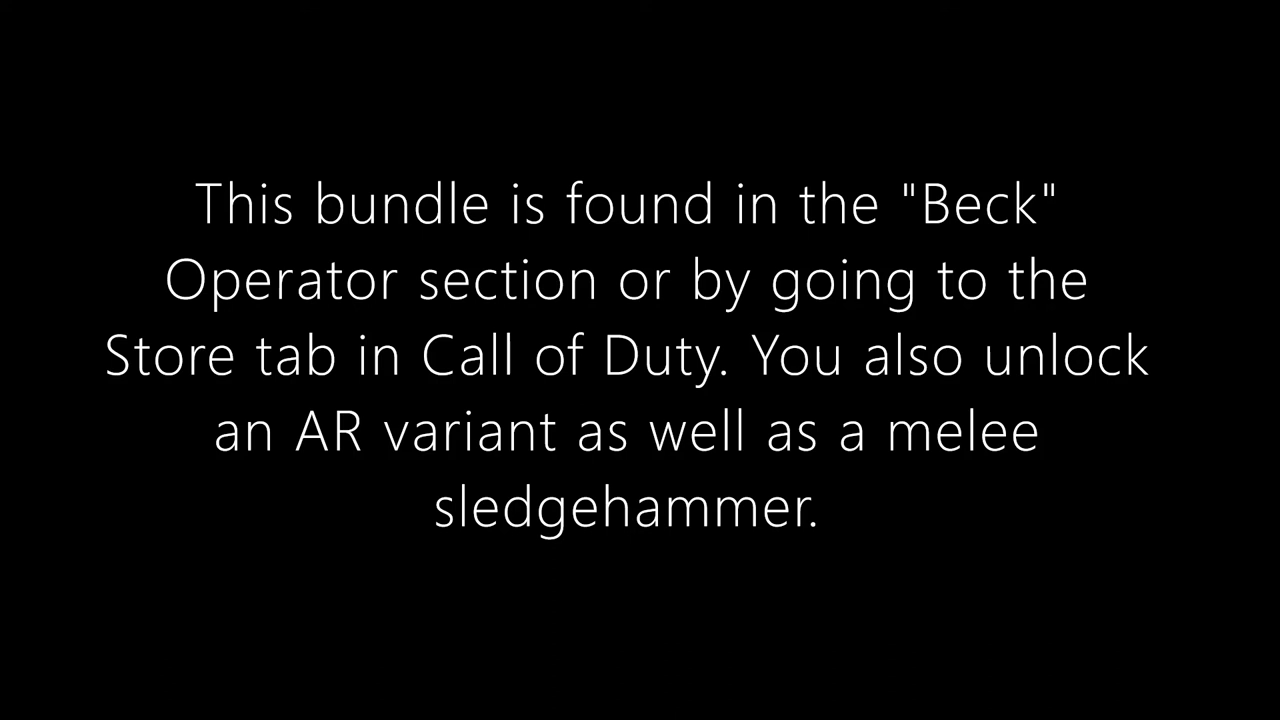 This bundle is found in the "Beck"
Operator section or by going to the
Store tab in Call of Duty. You also unlock
an AR variant as well as a melee
sledgehammer.